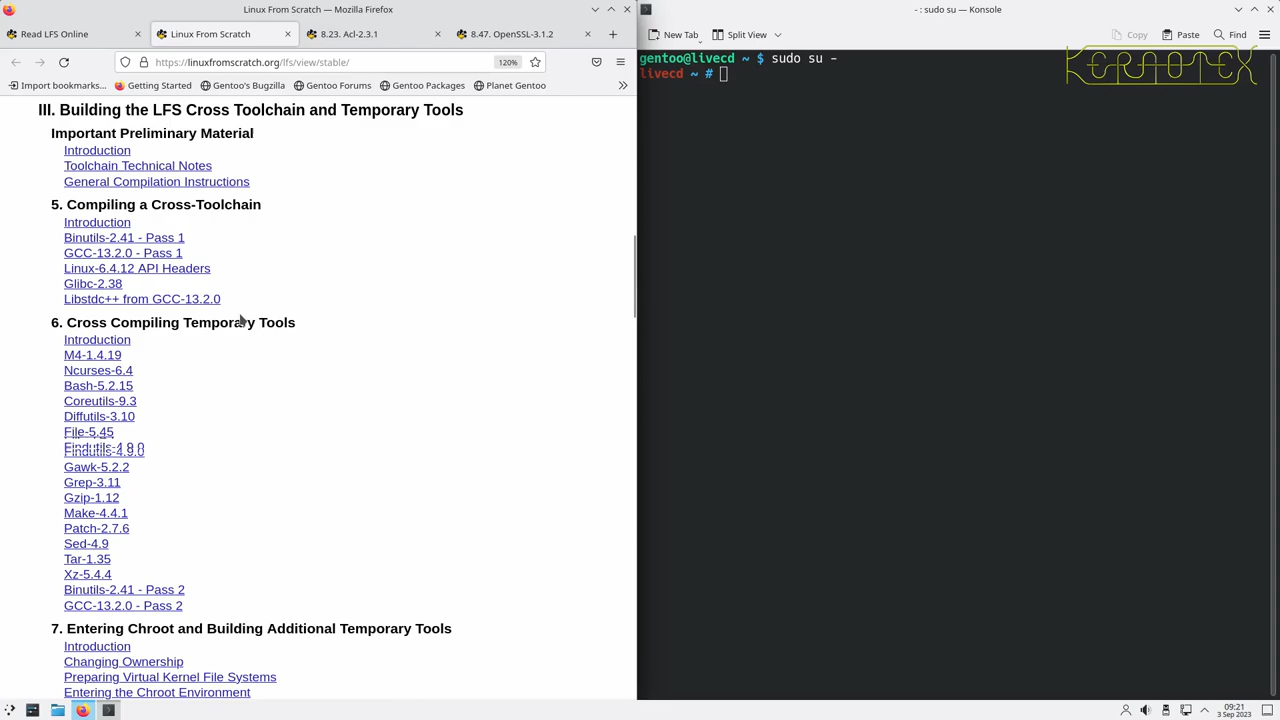 Linux From Scratch — Mozilla Firefox
Read LFS Online
Linux From Scratch
8.23. Acl-2.3.1
8.47. OpenSSL-3.1.2
https://linuxfromscratch.org/lfs/view/stable/
120%
Import bookmarks...
Getting Started
Gentoo's Bugzilla
Gentoo Forums
Gentoo Packages
Planet Gentoo
III. Building the LFS Cross Toolchain and Temporary Tools
Important Preliminary Material
Introduction
Toolchain Technical Notes
General Compilation Instructions
5. Compiling a Cross-Toolchain
Introduction
Binutils-2.41 - Pass 1
GCC-13.2.0 - Pass 1
Linux-6.4.12 API Headers
Glibc-2.38
Libstdc++ from GCC-13.2.0
6. Cross Compiling Temporary Tools
Introduction
M4-1.4.19
Ncurses-6.4
Bash-5.2.15
Coreutils-9.3
Diffutils-3.10
File-5.45
Findutils-4.9.0
Findutils-4.9.0
Gawk-5.2.2
Grep-3.11
Gzip-1.12
Make-4.4.1
Patch-2.7.6
Sed-4.9
Tar-1.35
Xz-5.4.4
Binutils-2.41 - Pass 2
GCC-13.2.0 - Pass 2
7. Entering Chroot and Building Additional Temporary Tools
Introduction
Changing Ownership
Preparing Virtual Kernel File Systems
Entering the Chroot Environment
- : sudo su — Konsole
New Tab
Split View
Copy
Paste
Find
gentoo@livecd ~ $ sudo su -
livecd ~ #
KERNOTEX
09:21
3 Sep 2023